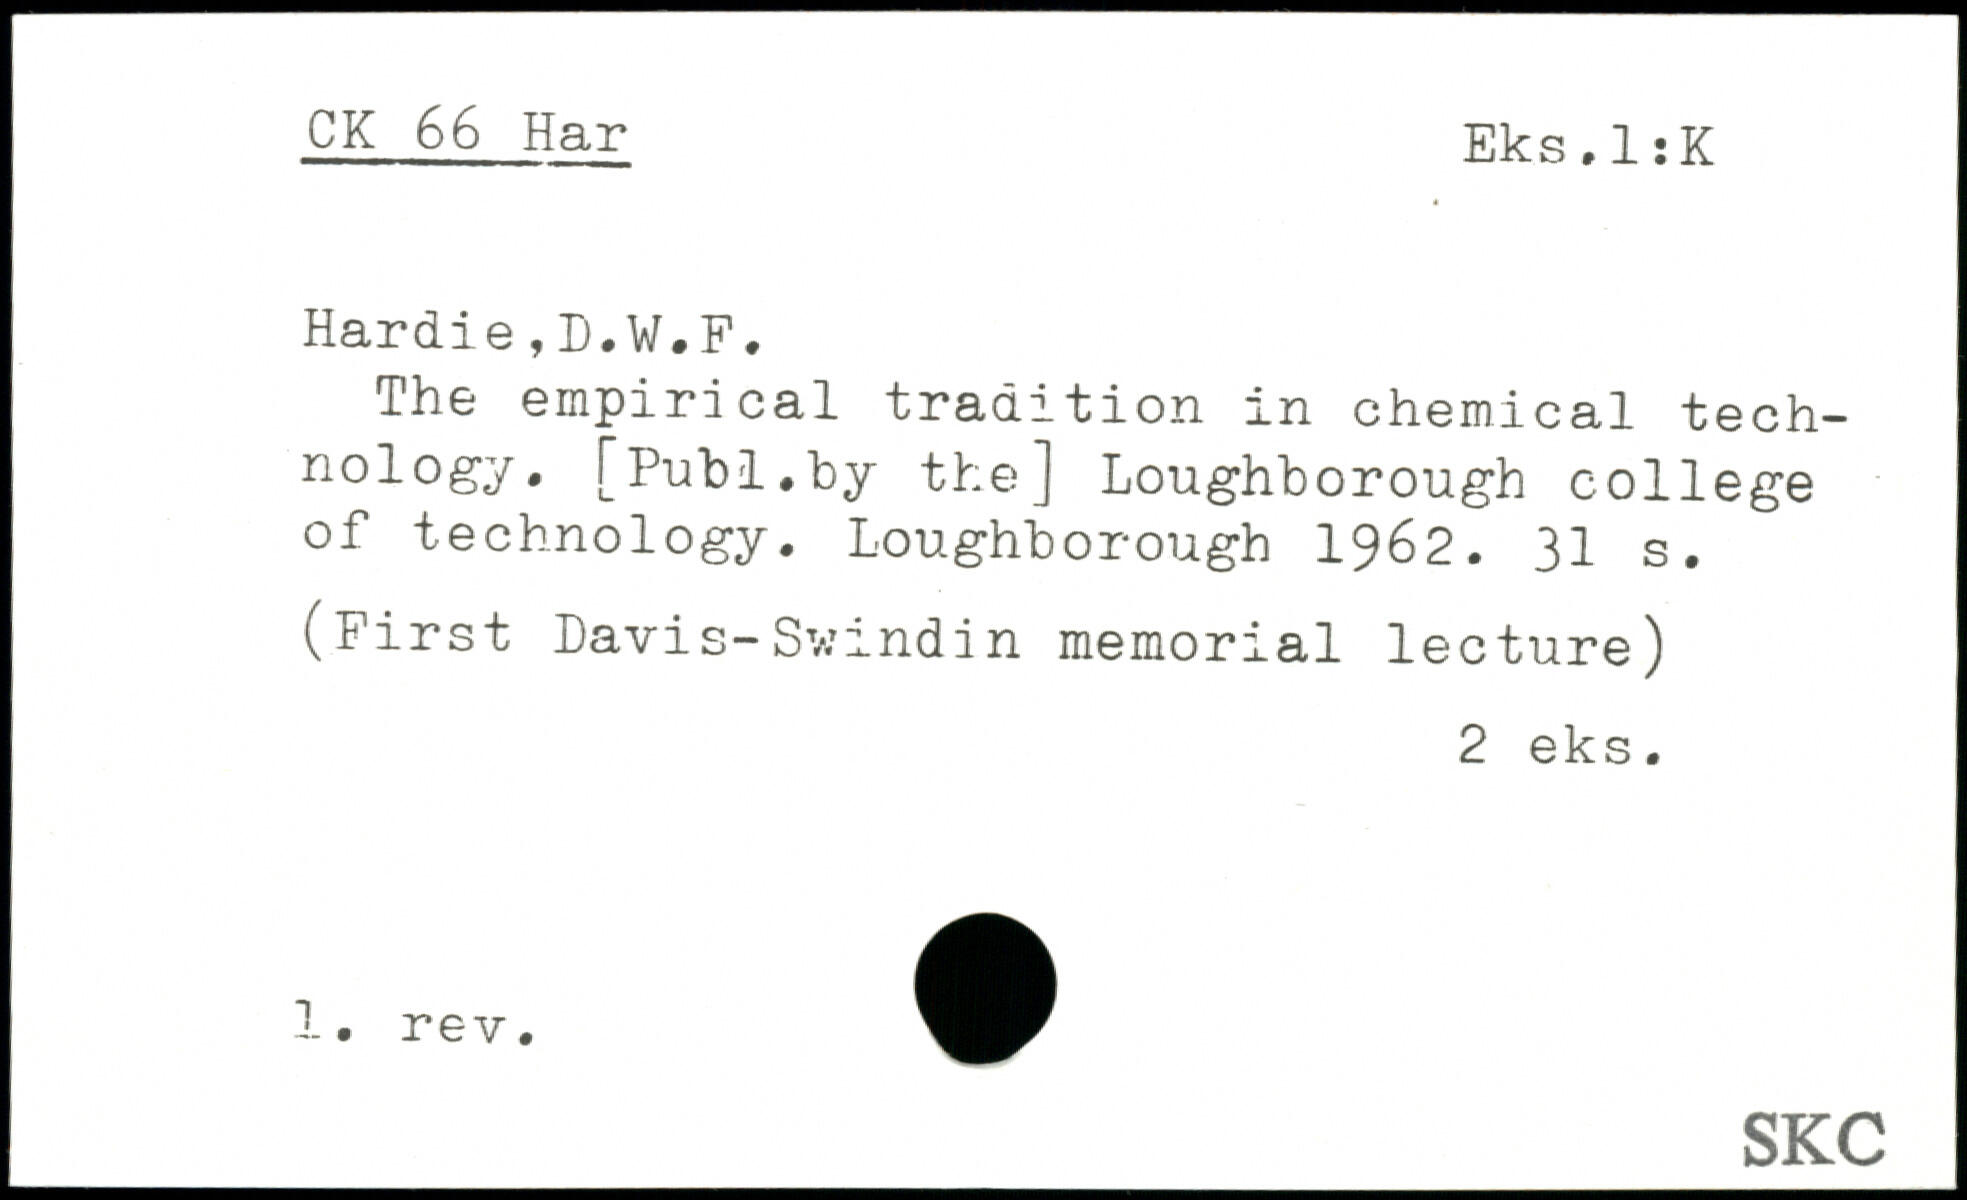 CK 66 Har
Eks.1:K
Hardie,D.W.F.
The empirical tradition in chemical tech-
nology. [Publ.by the] Loughborough college
of technology. Loughborough 1962. 31 s.
(First Davis-Swindin memorial lecture)
2 eks.
1. rev.
SKC